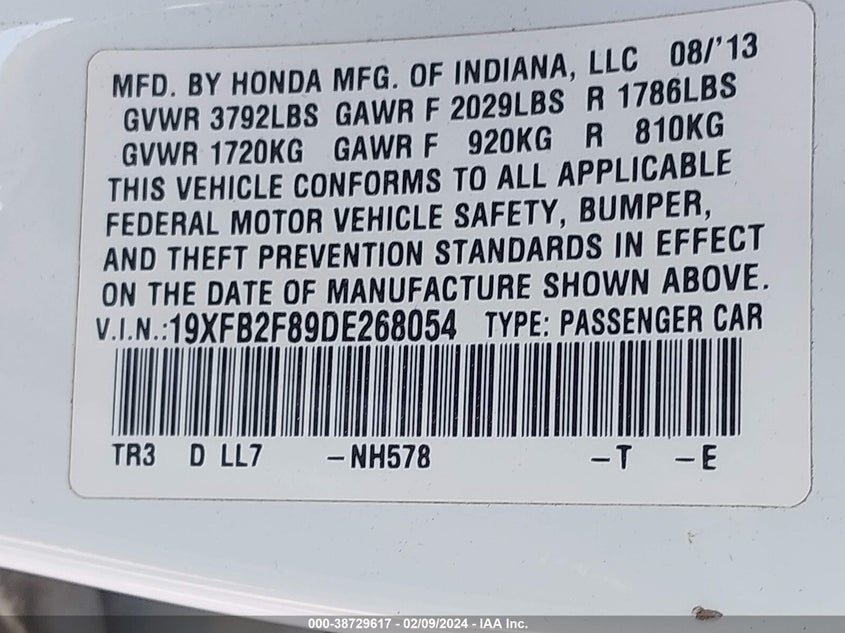 MFD. BY HONDA MFG. OF INDIANA, LLC 08/'13
GVWR 3792LBS GAWR F 2029LBS R 1786LBS
GVWR 1720KG GAWR F 920KG R 810KG
THIS VEHICLE CONFORMS TO ALL APPLICABLE
FEDERAL MOTOR VEHICLE SAFETY, BUMPER,
AND THEFT PREVENTION STANDARDS IN EFFECT
ON THE DATE OF MANUFACTURE SHOWN ABOVE.
V.I.N.:19XFB2F89DE268054 TYPE: PASSENGER CAR
TR3 D LL7 -NH578 -T -E
000-38729617 - 02/09/2024 - IAA Inc.